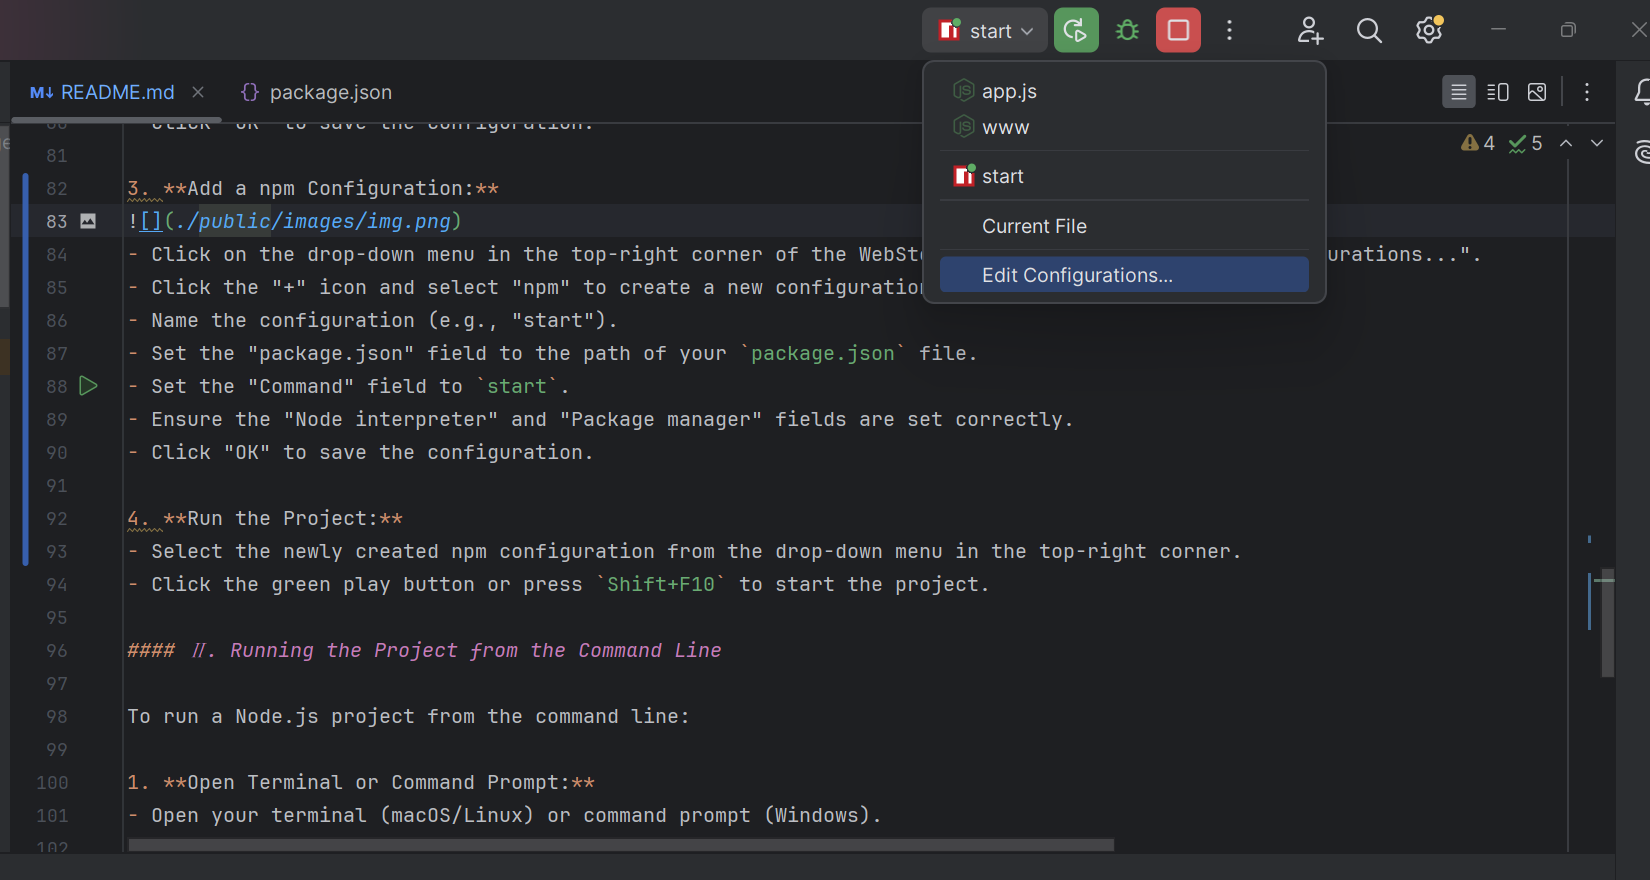 start
M↓ README.md
{} package.json
app.js
www
start
Current File
Edit Configurations...
4
5
81
82 3. **Add a npm Configuration:**
83 ![](./public/images/img.png)
84 - Click on the drop-down menu in the top-right corner of the WebSto urations...".
85 - Click the "+" icon and select "npm" to create a new configuration
86 - Name the configuration (e.g., "start").
87 - Set the "package.json" field to the path of your `package.json` file.
88 - Set the "Command" field to `start`.
89 - Ensure the "Node interpreter" and "Package manager" fields are set correctly.
90 - Click "OK" to save the configuration.
91
92 4. **Run the Project:**
93 - Select the newly created npm configuration from the drop-down menu in the top-right corner.
94 - Click the green play button or press `Shift+F10` to start the project.
95
96 #### II. Running the Project from the Command Line
97
98 To run a Node.js project from the command line:
99
100 1. **Open Terminal or Command Prompt:**
101 - Open your terminal (macOS/Linux) or command prompt (Windows).
102